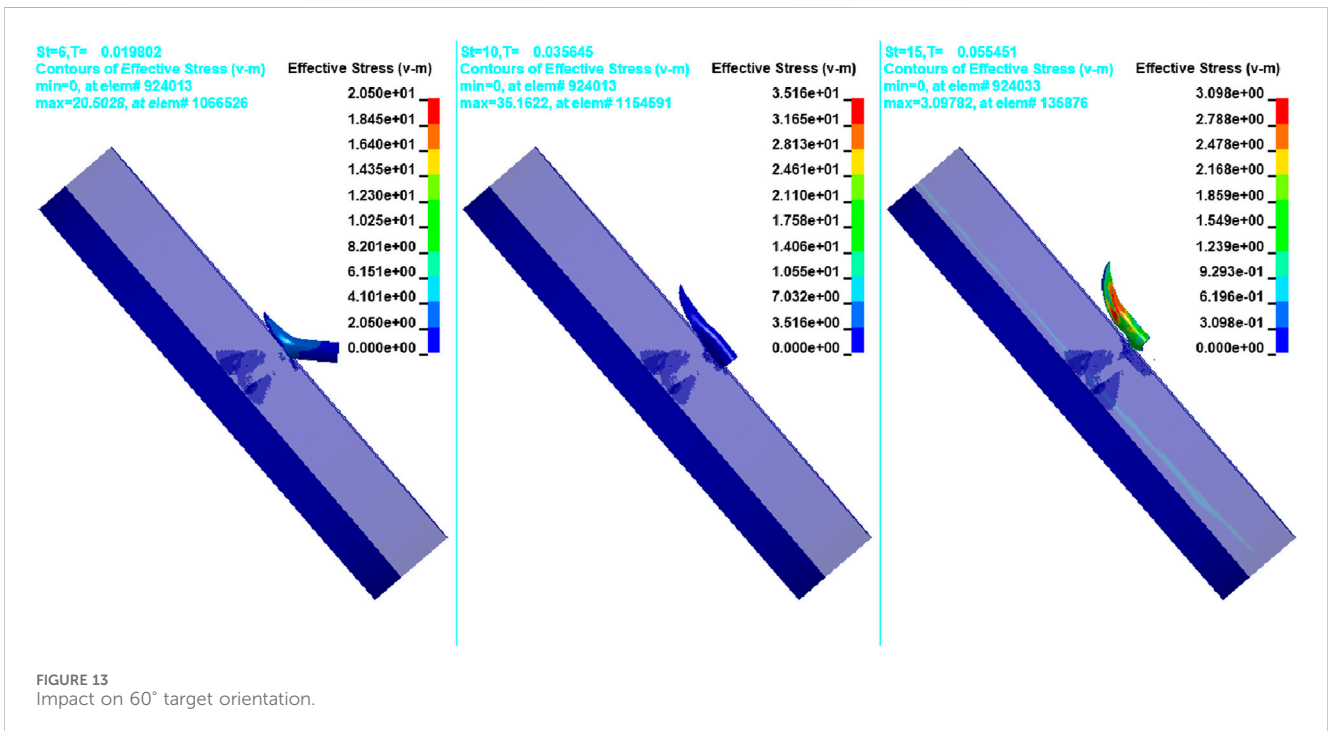 St=6,T= 0.019802
Contours of Effective Stress (v-m)
min=0, at elem# 924013
max=20.5028, at elem# 1066526
Effective Stress (v-m)
2.050e+01
1.845e+01
1.640e+01
1.435e+01
1.230e+01
1.025e+01
8.201e+00
6.151e+00
4.101e+00
2.050e+00
0.000e+00
St=10,T= 0.035645
Contours of Effective Stress (v-m)
min=0, at elem# 924013
max=35.1622, at elem# 1154591
Effective Stress (v-m)
3.516e+01
3.165e+01
2.813e+01
2.461e+01
2.110e+01
1.758e+01
1.406e+01
1.055e+01
7.032e+00
3.516e+00
0.000e+00
St=15,T= 0.055451
Contours of Effective Stress (v-m)
min=0, at elem# 924033
max=3.09782, at elem# 135876
Effective Stress (v-m)
3.098e+00
2.788e+00
2.478e+00
2.168e+00
1.859e+00
1.549e+00
1.239e+00
9.293e-01
6.196e-01
3.098e-01
0.000e+00
FIGURE 13
Impact on 60° target orientation.